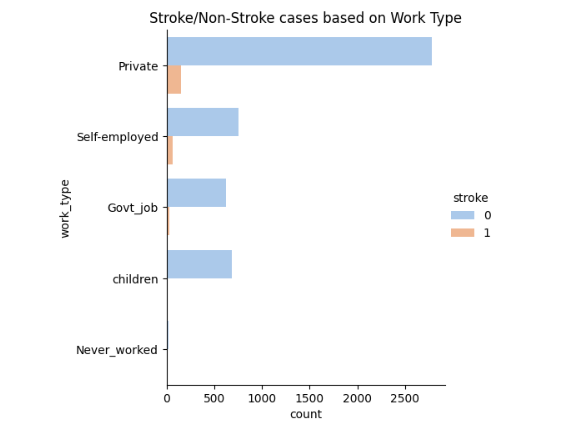 Stroke/Non-Stroke cases based on Work Type
Private
Self-employed
Govt_job
children
Never_worked
work_type
0 500 1000 1500 2000 2500
count
stroke
0
1